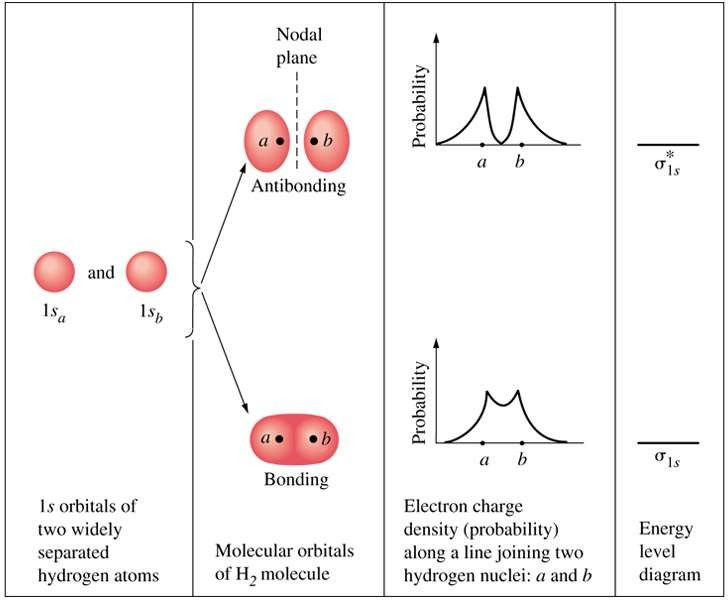 Nodal
plane
a
b
Antibonding
Probability
a
b
σ*1s
1sa
and
1sb
Probability
a
b
σ1s
a
b
Bonding
1s orbitals of
two widely
separated
hydrogen atoms
Molecular orbitals
of H2 molecule
Electron charge
density (probability)
along a line joining two
hydrogen nuclei: a and b
Energy
level
diagram